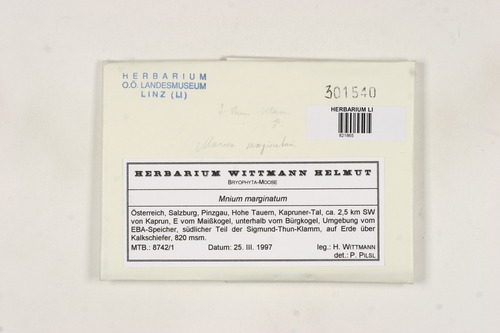 HERBARIUM
O.Ö. LANDESMUSEUM
LINZ (LI)
301540
HERBARIUM LI
821865
marginatum
HERBARIUM WITTMANN HELMUT
BRYOPHYTA-MOOSE
Mnium marginatum
Österreich, Salzburg, Pinzgau, Hohe Tauern, Kapruner-Tal, ca. 2,5 km SW
von Kaprun, E vom Maißkogel, unterhalb vom Bürgkogel, Umgebung vom
EBA-Speicher, südlicher Teil der Sigmund-Thun-Klamm, auf Erde über
Kalkschiefer, 820 msm.
MTB.: 8742/1 Datum: 25. III. 1997 leg.: H. WITTMANN
det.: P. PILSL